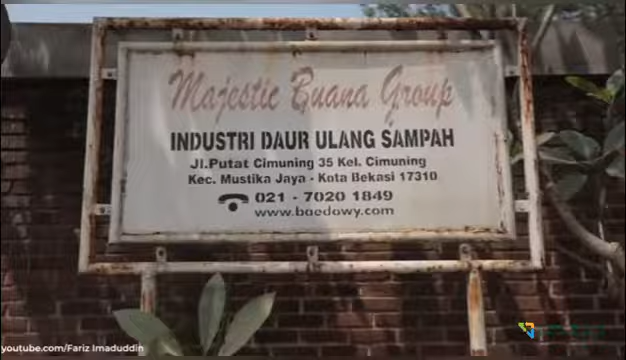 Majestic Buana Group
INDUSTRI DAUR ULANG SAMPAH
Jl.Putat Cimuning 35 Kel. Cimuning
Kec. Mustika Jaya - Kota Bekasi 17310
021 - 7020 1849
www.baedowy.com
youtube.com/Fariz Imaduddin